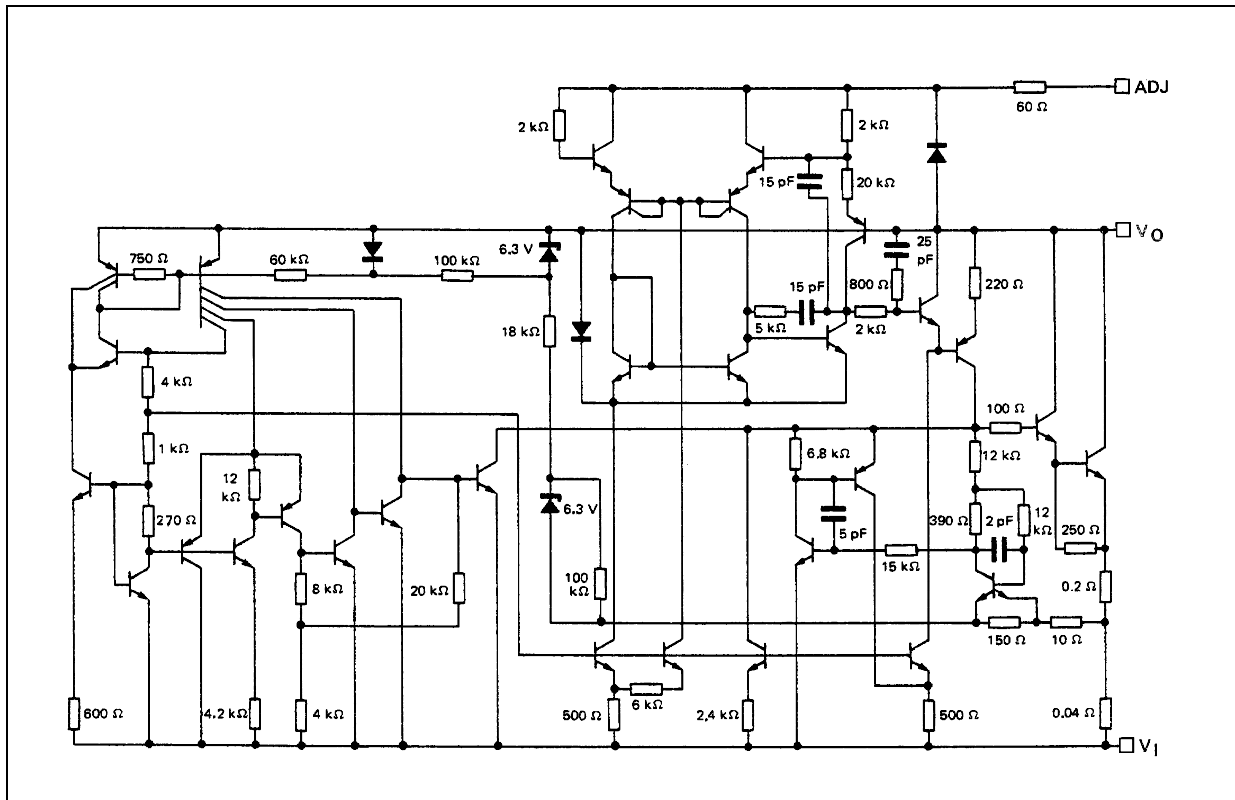 ADJ
60 Ω
2 kΩ
2 kΩ
15 pF
20 kΩ
V O
6.3 V
25 pF
750 Ω
60 kΩ
100 kΩ
800 Ω
220 Ω
15 pF
5 kΩ
2 kΩ
18 kΩ
4 kΩ
100 Ω
1 kΩ
6.8 kΩ
12 kΩ
12 kΩ
6.3 V
270 Ω
5 pF
390 Ω
2 pF
12 kΩ
250 Ω
15 kΩ
8 kΩ
20 kΩ
100 kΩ
0.2 Ω
150 Ω
10 Ω
6 kΩ
600 Ω
4.2 kΩ
4 kΩ
500 Ω
2,4 kΩ
500 Ω
0.04 Ω
V I